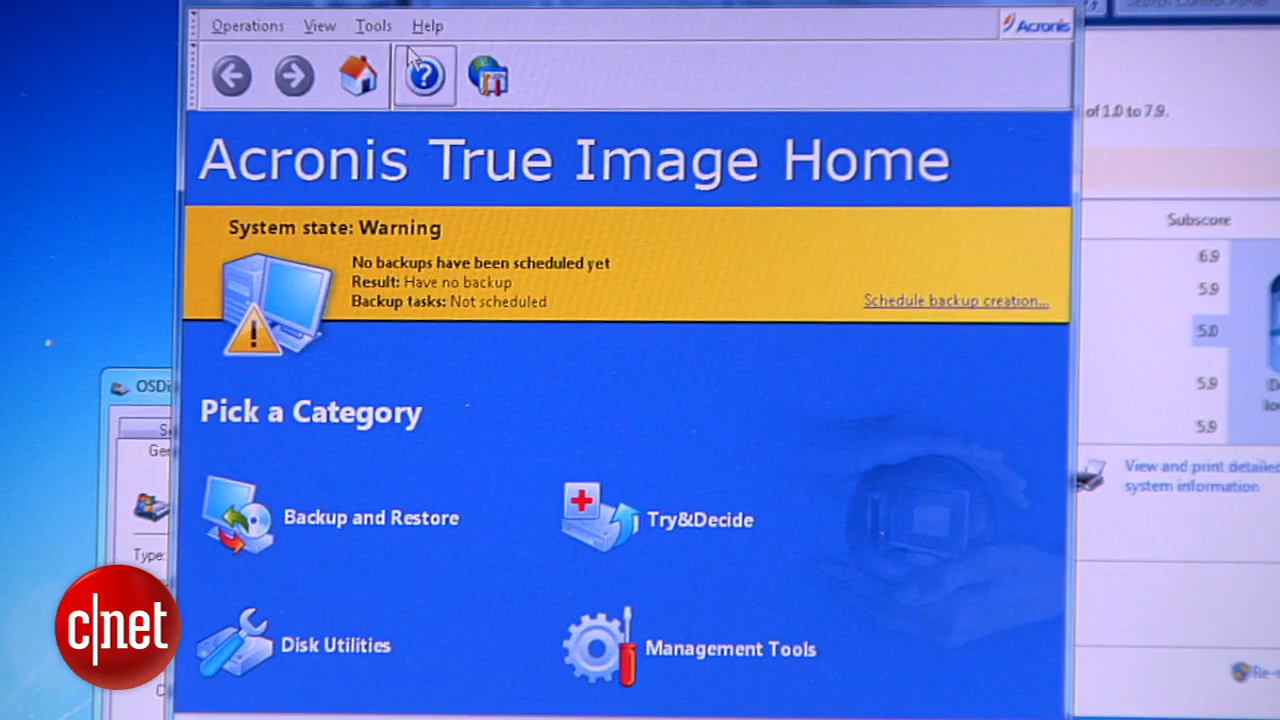 Operations View Tools Help
Acronis
of 1.0 to 7.9.
Acronis True Image Home
System state: Warning
No backups have been scheduled yet
Result: Have no backup
Backup tasks: Not scheduled
Schedule backup creation...
Subscore
6.9
5.9
5.0
5.9
5.9
OSDi
Pick a Category
Backup and Restore
Try&Decide
Disk Utilities
Management Tools
View and print detailed
system information
Ge
Type:
Re-
c|net